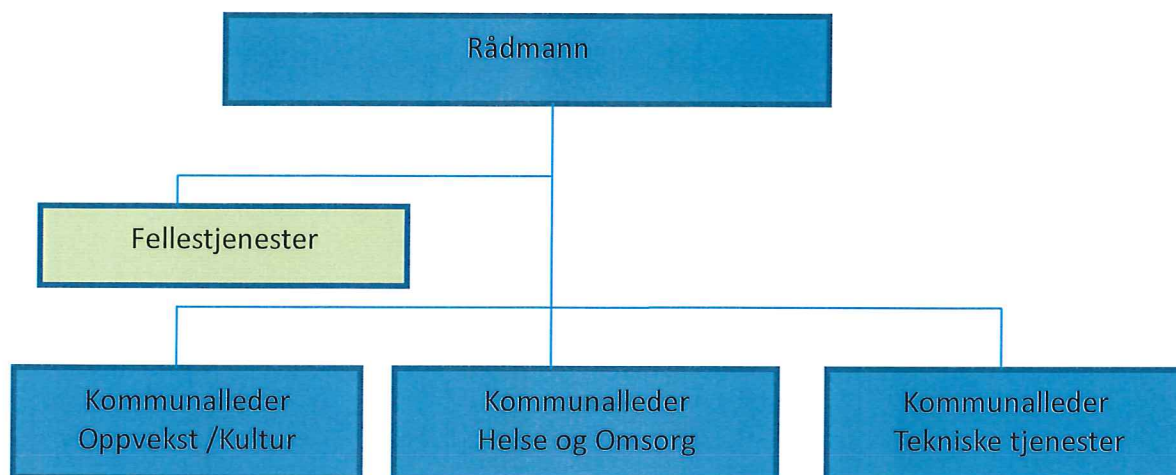 Rådmann
Fellestjenester
Kommunalleder
Oppvekst /Kultur
Kommunalleder
Helse og Omsorg
Kommunalleder
Tekniske tjenester